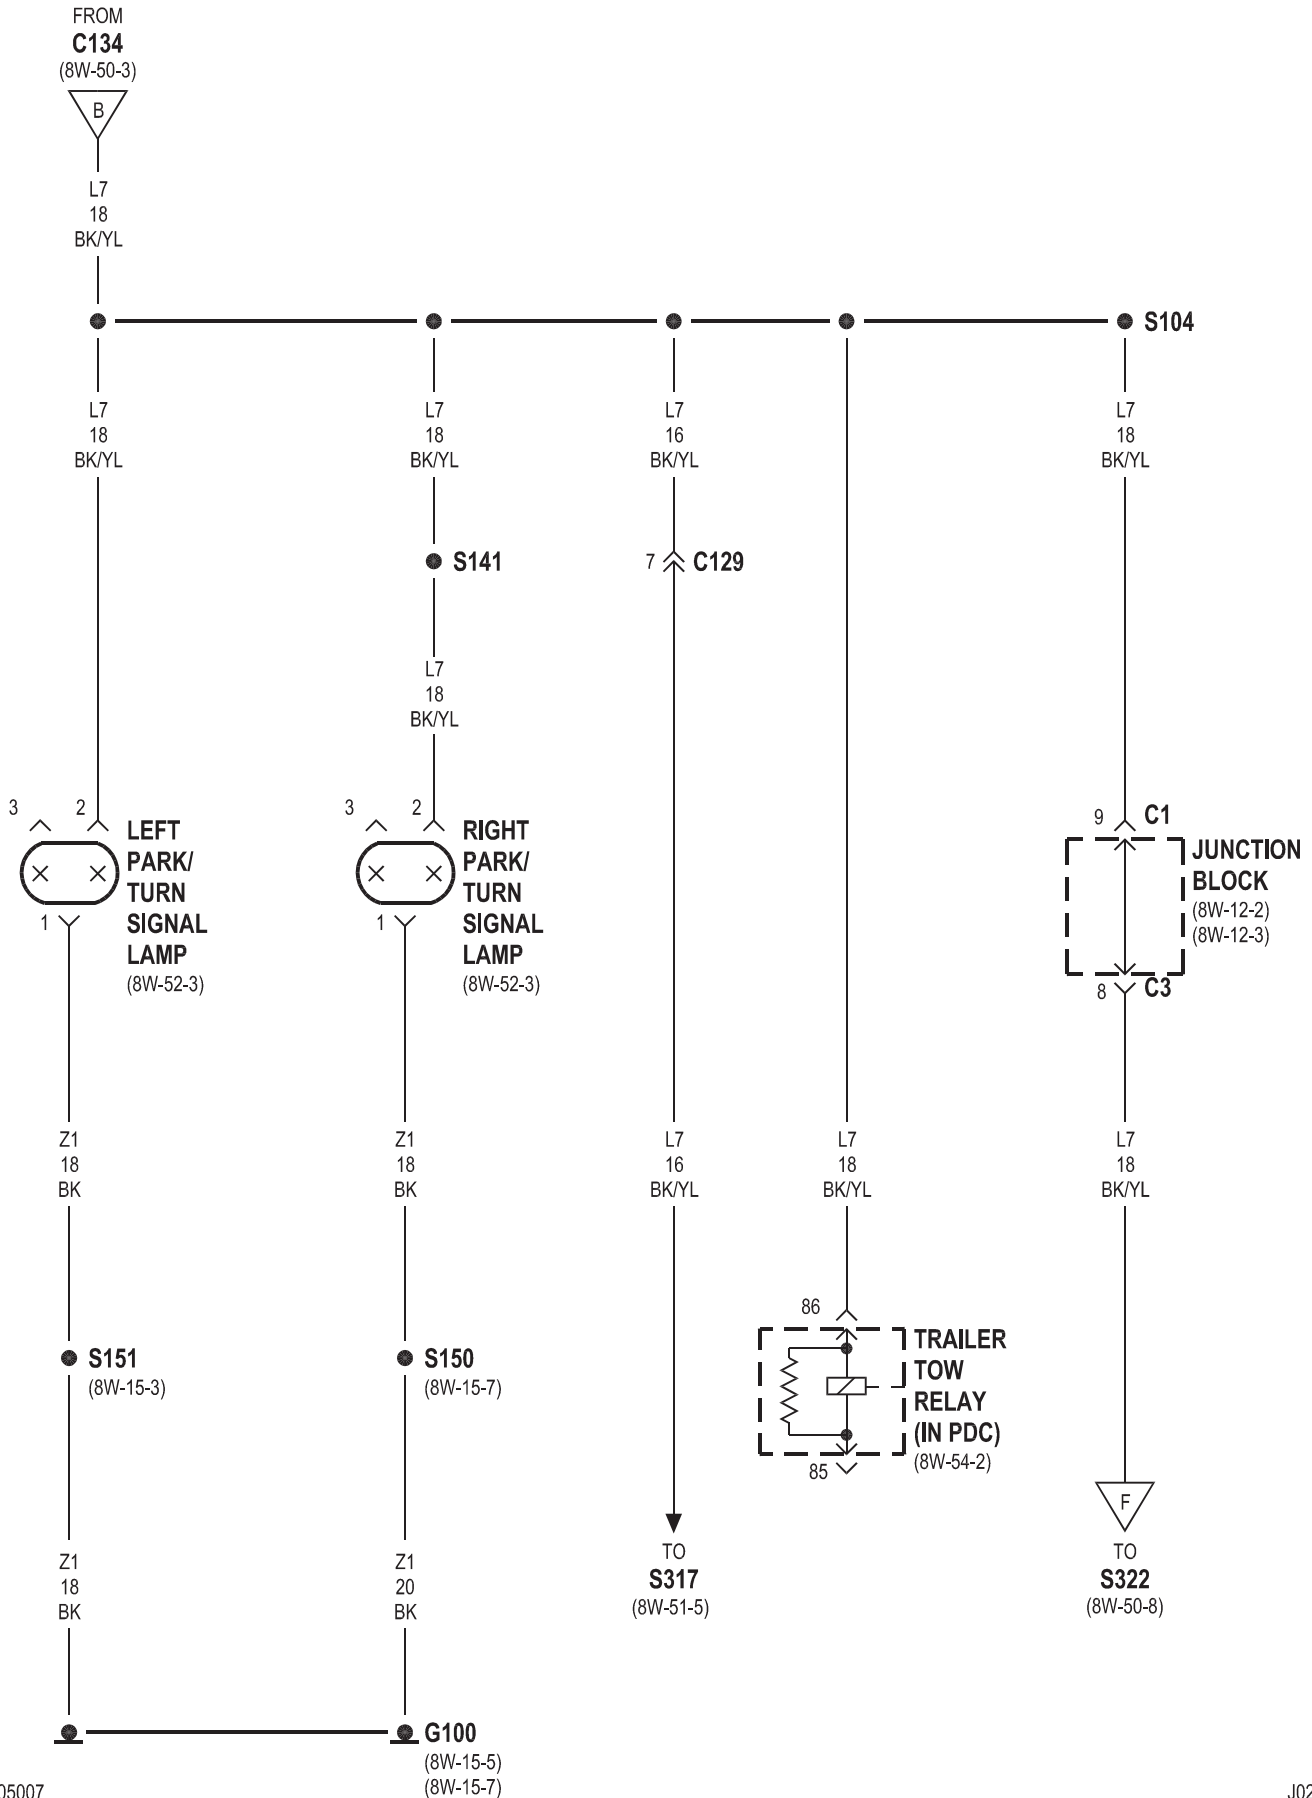 FROM
C134
(8W-50-3)
B
L7
18
BK/YL
S104
L7
18
BK/YL
L7
18
BK/YL
L7
16
BK/YL
L7
18
BK/YL
S141
7
C129
L7
18
BK/YL
3
2
LEFT
PARK/
TURN
SIGNAL
LAMP
(8W-52-3)
1
3
2
RIGHT
PARK/
TURN
SIGNAL
LAMP
(8W-52-3)
1
9
C1
JUNCTION
BLOCK
(8W-12-2)
(8W-12-3)
8
C3
Z1
18
BK
Z1
18
BK
L7
16
BK/YL
L7
18
BK/YL
L7
18
BK/YL
S151
(8W-15-3)
S150
(8W-15-7)
86
TRAILER
TOW
RELAY
(IN PDC)
(8W-54-2)
85
F
Z1
18
BK
Z1
20
BK
TO
S317
(8W-51-5)
TO
S322
(8W-50-8)
G100
(8W-15-5)
(8W-15-7)
05007
J02